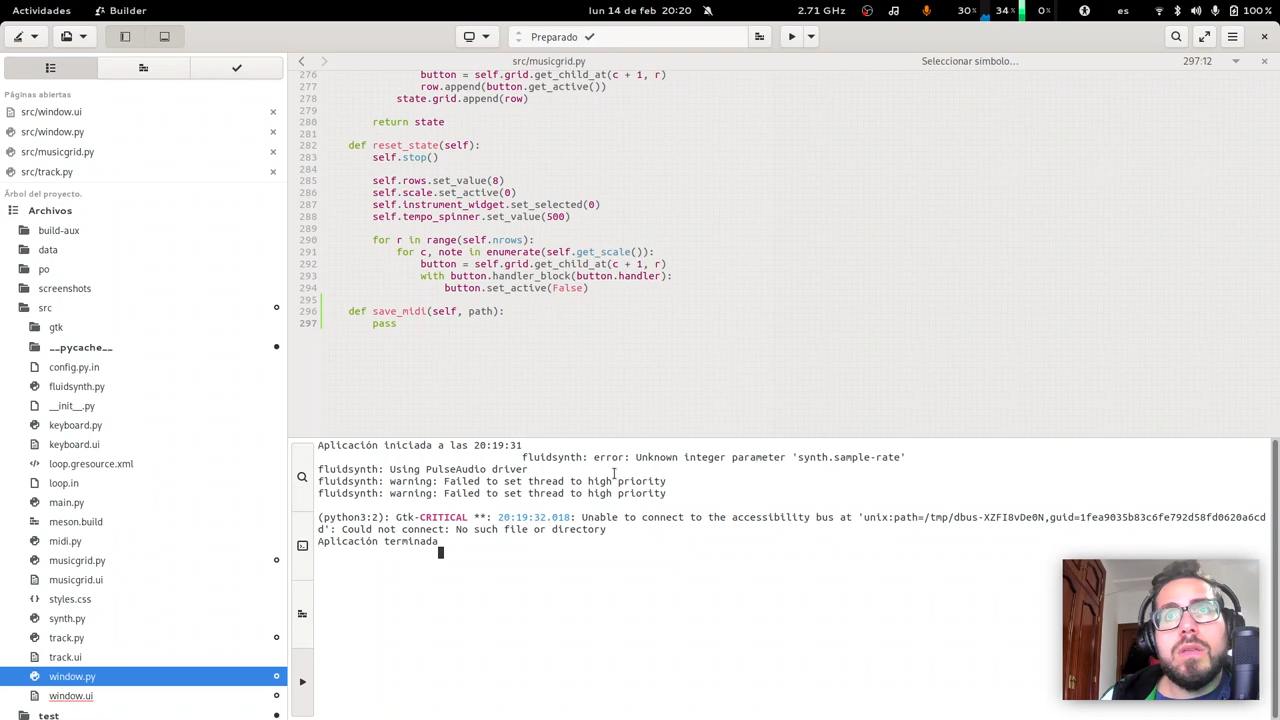 Actividades
Builder
lun 14 de feb 20:20
2.71 GHz
30 %
34 %
0%
es
100 %
Preparado
src/musicgrid.py
Seleccionar símbolo…
297:12
Páginas abiertas
src/window.ui
src/window.py
src/musicgrid.py
src/track.py
Árbol del proyecto.
Archivos
build-aux
data
po
screenshots
src
gtk
__pycache__
config.py.in
fluidsynth.py
__init__.py
keyboard.py
keyboard.ui
loop.gresource.xml
loop.in
main.py
meson.build
midi.py
musicgrid.py
musicgrid.ui
styles.css
synth.py
track.py
track.ui
window.py
window.ui
test
276 button = self.grid.get_child_at(c + 1, r)
277 row.append(button.get_active())
278 state.grid.append(row)
279
280 return state
281
282 def reset_state(self):
283 self.stop()
284
285 self.rows.set_value(8)
286 self.scale.set_active(0)
287 self.instrument_widget.set_selected(0)
288 self.tempo_spinner.set_value(500)
289
290 for r in range(self.nrows):
291 for c, note in enumerate(self.get_scale()):
292 button = self.grid.get_child_at(c + 1, r)
293 with button.handler_block(button.handler):
294 button.set_active(False)
295
296 def save_midi(self, path):
297 pass
Aplicación iniciada a las 20:19:31
fluidsynth: error: Unknown integer parameter 'synth.sample-rate'
fluidsynth: Using PulseAudio driver
fluidsynth: warning: Failed to set thread to high priority
fluidsynth: warning: Failed to set thread to high priority
(python3:2): Gtk-CRITICAL **: 20:19:32.018: Unable to connect to the accessibility bus at 'unix:path=/tmp/dbus-XZFI8vDe0N,guid=1fea9035b83c6fe792d58fd0620a6cd
d': Could not connect: No such file or directory
Aplicación terminada